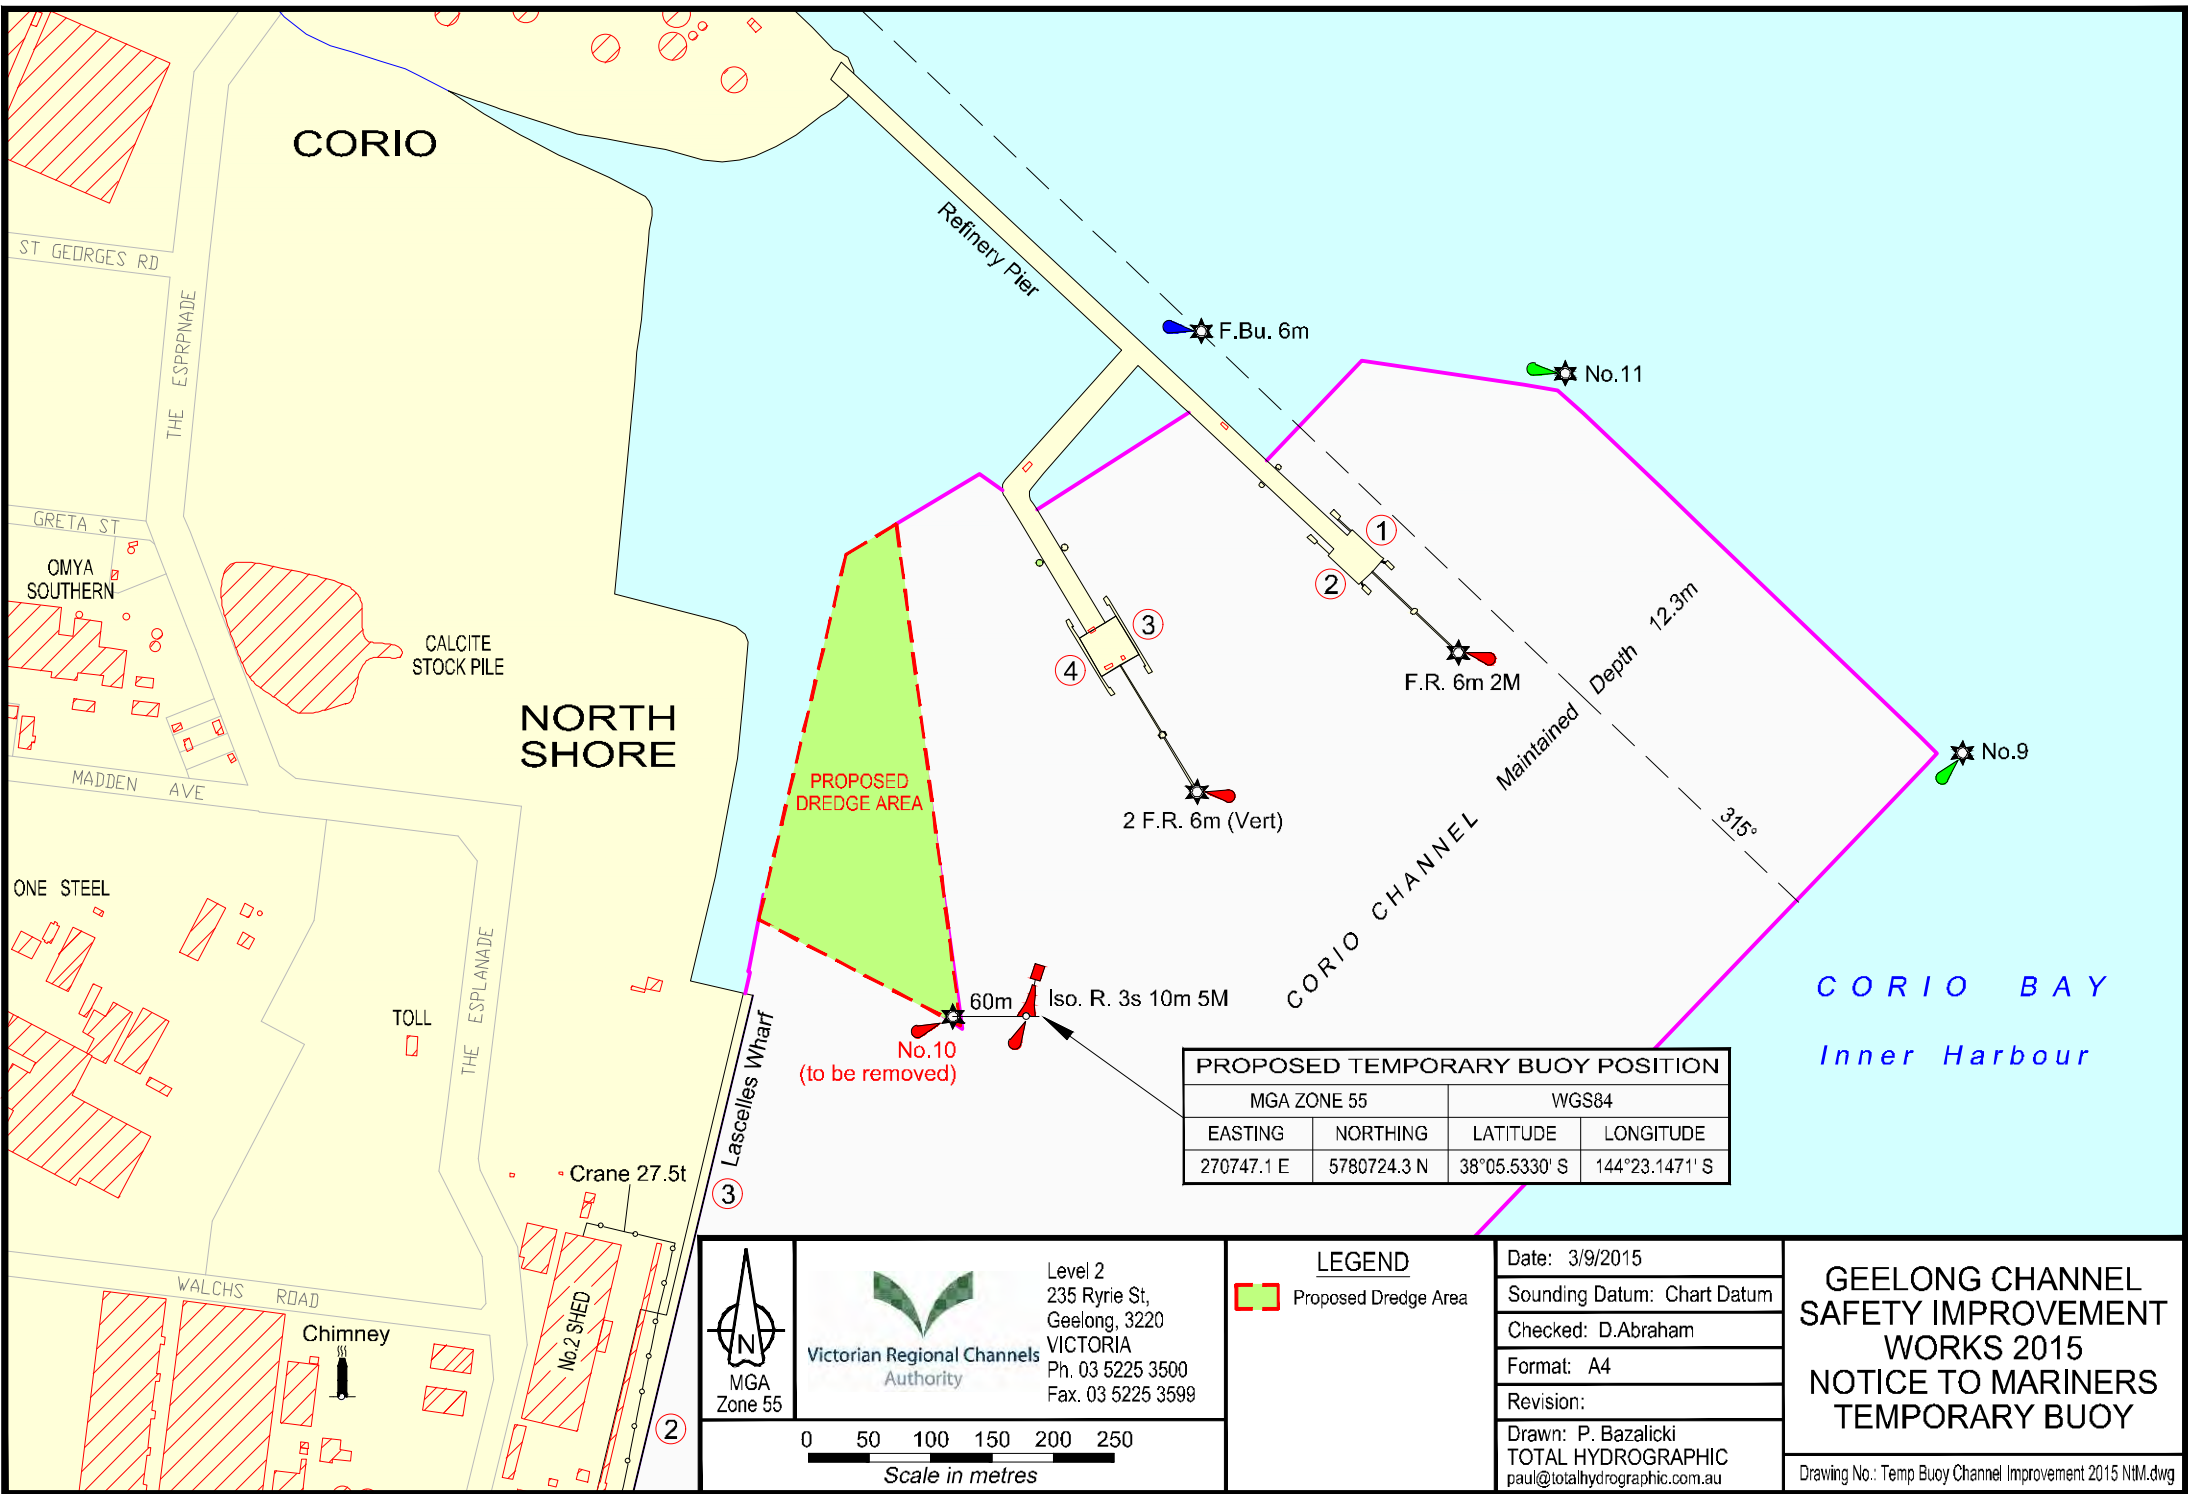 CORIO
ST GEORGES RD
THE ESPRPNADE
Refinery Pier
F.Bu. 6m
No.11
GRETA ST
OMYA
SOUTHERN
CALCITE
STOCK PILE
NORTH
SHORE
MADDEN AVE
1
2
3
4
F.R. 6m 2M
2 F.R. 6m (Vert)
PROPOSED
DREDGE AREA
CORIO CHANNEL Maintained Depth 12.3m
No.9
315°
ONE STEEL
THE ESPLANADE
TOLL
60m
Iso. R. 3s 10m 5M
No.10
(to be removed)
Lascelles Wharf
CORIO BAY
Inner Harbour
PROPOSED TEMPORARY BUOY POSITION
MGA ZONE 55 WGS84
EASTING NORTHING LATITUDE LONGITUDE
270747.1 E 5780724.3 N 38°05.5330' S 144°23.1471' S
Crane 27.5t
3
WALCHS ROAD
No.2 SHED
Chimney
2
N
MGA
Zone 55
Victorian Regional Channels
Authority
Level 2
235 Ryrie St,
Geelong, 3220
VICTORIA
Ph. 03 5225 3500
Fax. 03 5225 3599
0 50 100 150 200 250
Scale in metres
LEGEND
Proposed Dredge Area
Date: 3/9/2015
Sounding Datum: Chart Datum
Checked: D.Abraham
Format: A4
Revision:
Drawn: P. Bazalicki
TOTAL HYDROGRAPHIC
paul@totalhydrographic.com.au
GEELONG CHANNEL
SAFETY IMPROVEMENT
WORKS 2015
NOTICE TO MARINERS
TEMPORARY BUOY
Drawing No.: Temp Buoy Channel Improvement 2015 NtM.dwg